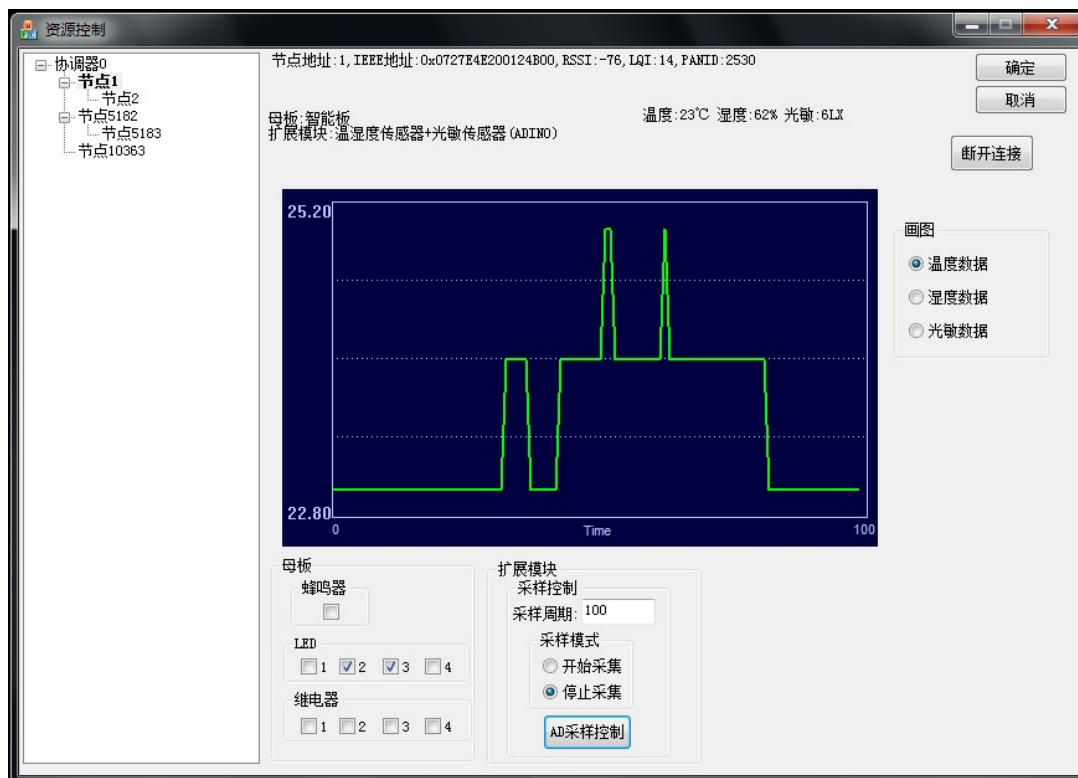 资源控制
协调器0
节点1
节点2
节点5182
节点5183
节点10363
节点地址:1,IEEE地址:0x0727E4E200124B00,RSSI:-76,LQI:14,PANID:2530
母板:智能板
扩展模块:温湿度传感器+光敏传感器(ADIN0)
温度:23℃ 湿度:62% 光敏:6LX
确定
取消
断开连接
25.20
22.80
0
Time
100
画图
温度数据
湿度数据
光敏数据
母板
蜂鸣器
LED
1 2 3 4
继电器
1 2 3 4
扩展模块
采样控制
采样周期: 100
采样模式
开始采集
停止采集
AD采样控制